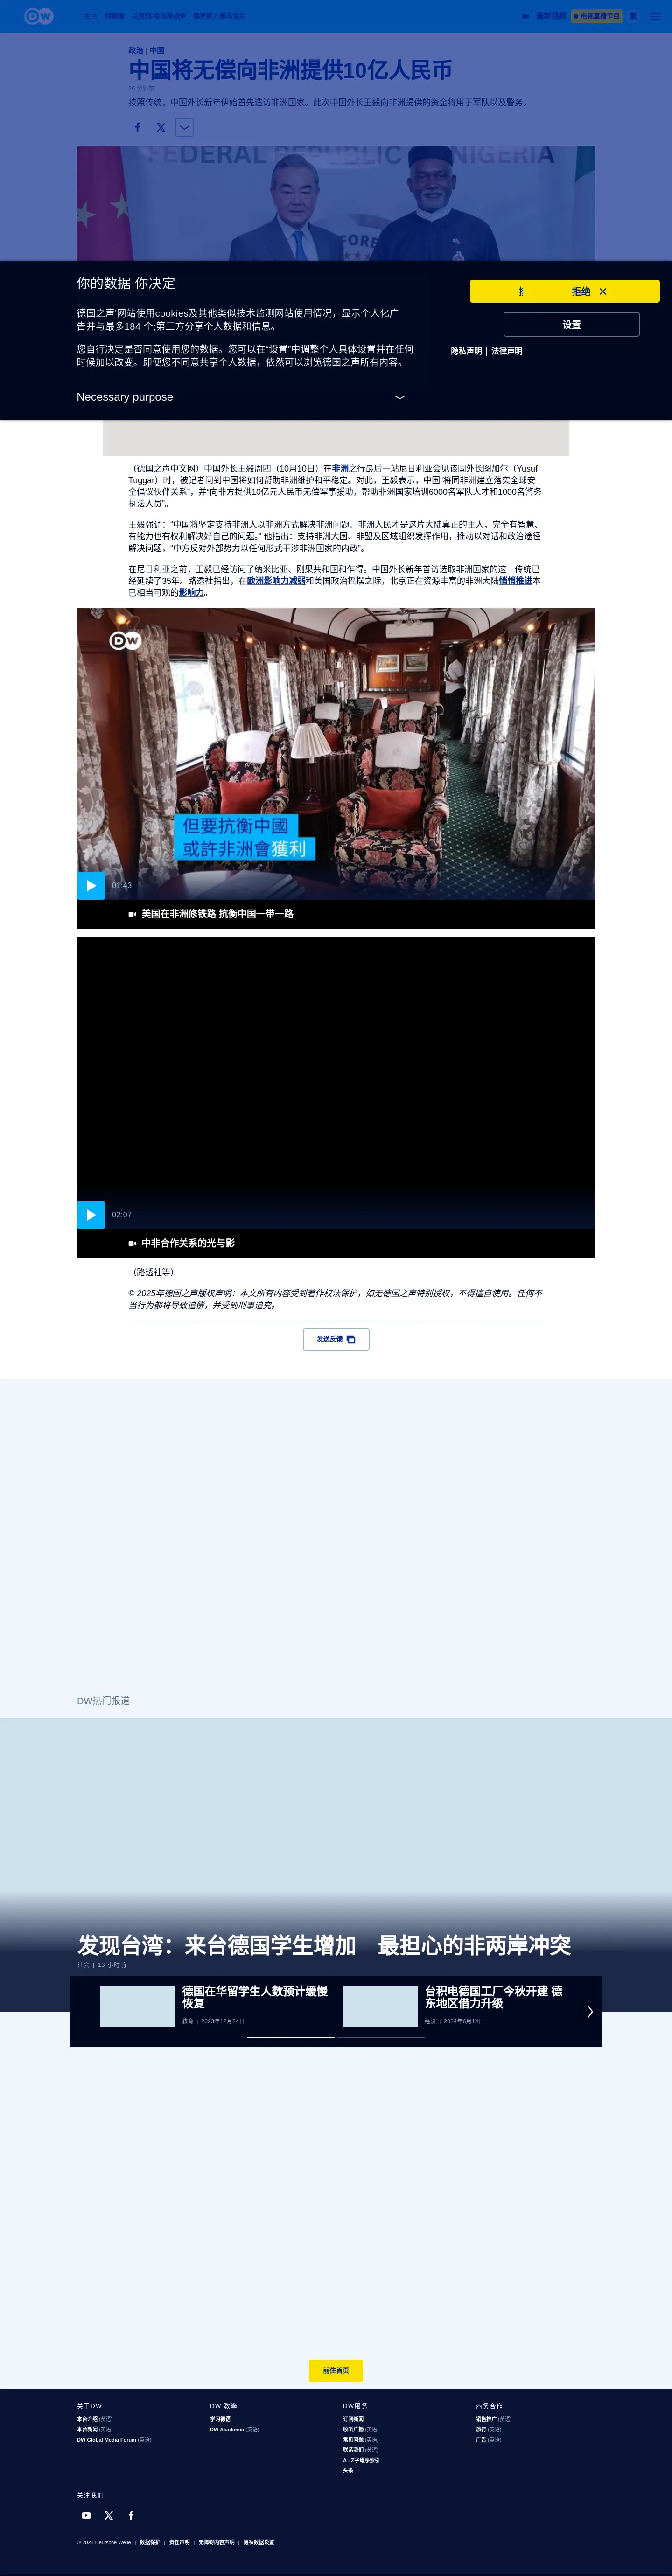 DW
焦点 特朗普 以色列-哈马斯战争 俄罗斯入侵乌克兰
最新视频 电视直播节目
政治 | 中国
中国将无偿向非洲提供10亿人民币
按照传统，中国外长新年伊始首先造访非洲国家。此次中国外长王毅向非洲提供的资金将用于军队以及警务。
FEDERAL REPUBLIC NIGERIA
你的数据 你决定
拒绝
德国之声'网站使用cookies及其他类似技术监测网站使用情况，显示个人化广
告并与最多184 个;第三方分享个人数据和信息。
设置
您自行决定是否同意使用您的数据。您可以在“设置”中调整个人具体设置并在任何
时候加以改变。即便您不同意共享个人数据，依然可以浏览德国之声所有内容。
隐私声明 | 法律声明
Necessary purpose
（德国之声中文网）中国外长王毅周四（10月10日）在非洲之行最后一站尼日利亚会见该国外长图加尔（Yusuf
Tuggar）时，被记者问到中国将如何帮助非洲维护和平稳定。对此，王毅表示，中国“将同非洲建立落实全球安
全倡议伙伴关系”，并“向非方提供10亿元人民币无偿军事援助，帮助非洲国家培训6000名军队人才和1000名警务
执法人员”。
王毅强调：“中国将坚定支持非洲人以非洲方式解决非洲问题。非洲人民才是这片大陆真正的主人，完全有智慧、
有能力也有权利解决好自己的问题。” 他指出：支持非洲大国、非盟及区域组织发挥作用，推动以对话和政治途径
解决问题，“中方反对外部势力以任何形式干涉非洲国家的内政”。
在尼日利亚之前，王毅已经访问了纳米比亚、刚果共和国和乍得。中国外长新年首访选取非洲国家的这一传统已
经延续了35年。路透社指出，在欧洲影响力减弱和美国政治摇摆之际，北京正在资源丰富的非洲大陆悄悄推进本
已相当可观的影响力。
DW
但要抗衡中國
或許非洲會獲利
01:43
美国在非洲修铁路 抗衡中国一带一路
02:07
中非合作关系的光与影
（路透社等）
© 2025年德国之声版权声明：本文所有内容受到著作权法保护，如无德国之声特别授权，不得擅自使用。任何不
当行为都将导致追偿，并受到刑事追究。
发送反馈
DW热门报道
发现台湾：来台德国学生增加　最担心的非两岸冲突
社会 | 13 小时前
德国在华留学生人数预计缓慢
恢复
教育 | 2023年12月24日
台积电德国工厂今秋开建 德
东地区借力升级
经济 | 2024年6月14日
前往首页
关于DW
本台介绍 (英语)
本台新闻 (英语)
DW Global Media Forum (英语)
DW 教學
学习德语
DW Akademie (英语)
DW服务
订阅新闻
收听广播 (英语)
常见问题 (英语)
联系我们 (英语)
A - Z字母序索引
头条
商务合作
销售推广 (英语)
旅行 (英语)
广告 (英语)
关注我们
© 2025 Deutsche Welle | 数据保护 | 责任声明 | 无障碍内容声明 | 隐私数据设置